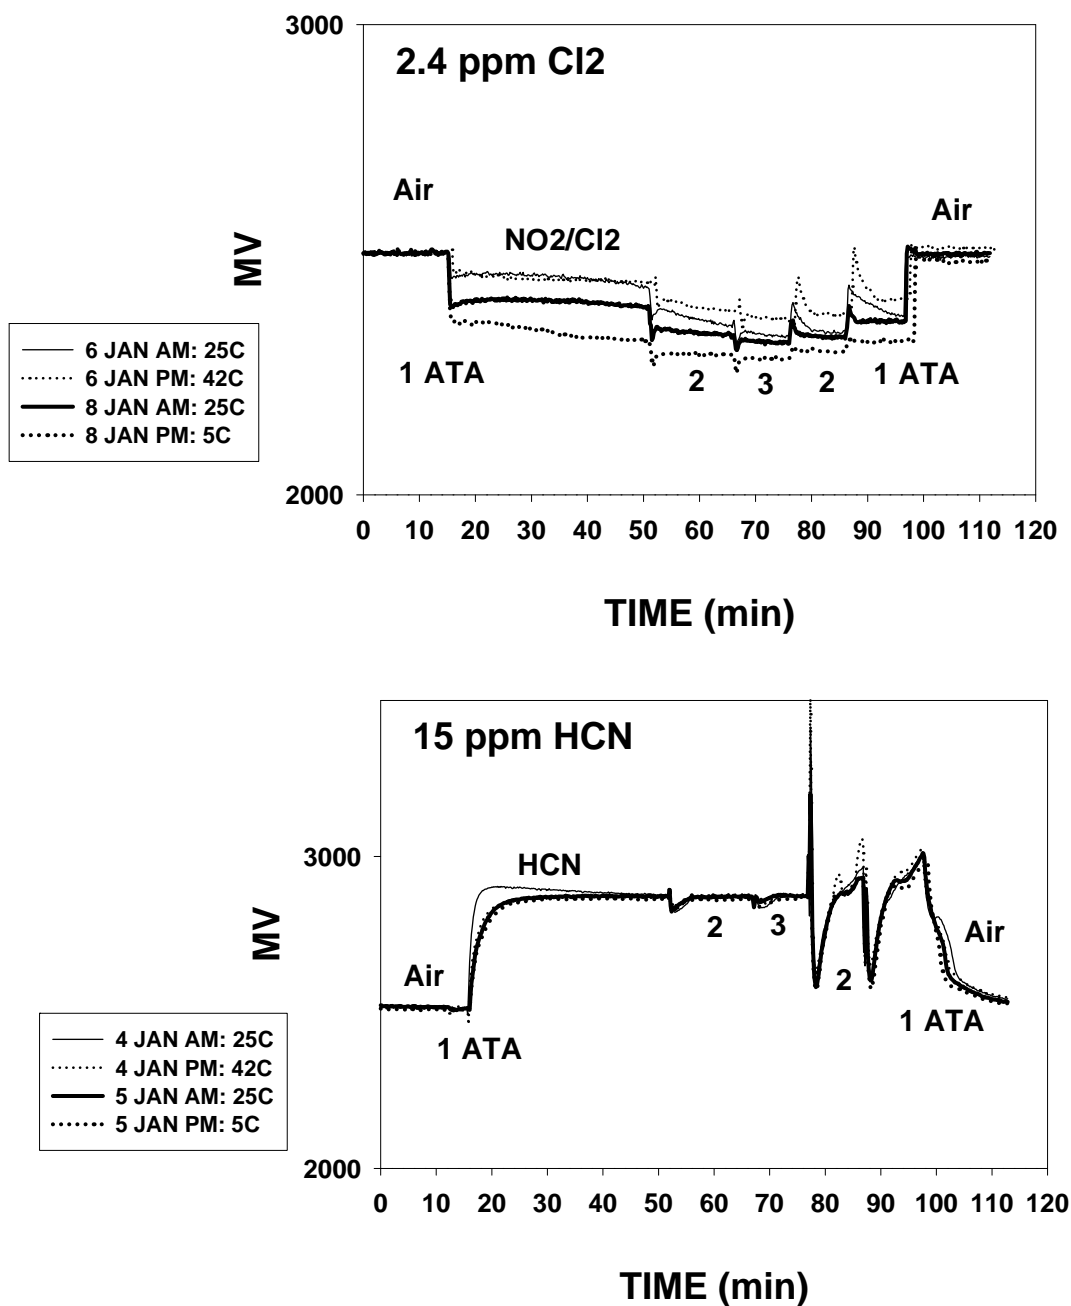 3000
2.4 ppm Cl2
Air
Air
NO2/Cl2
MV
6 JAN AM: 25C
6 JAN PM: 42C
8 JAN AM: 25C
8 JAN PM: 5C
1 ATA
2
3
2
1 ATA
2000
0 10 20 30 40 50 60 70 80 90 100 110 120
TIME (min)
15 ppm HCN
3000
HCN
MV
2
3
Air
Air
2
1 ATA
1 ATA
4 JAN AM: 25C
4 JAN PM: 42C
5 JAN AM: 25C
5 JAN PM: 5C
2000
0 10 20 30 40 50 60 70 80 90 100 110 120
TIME (min)